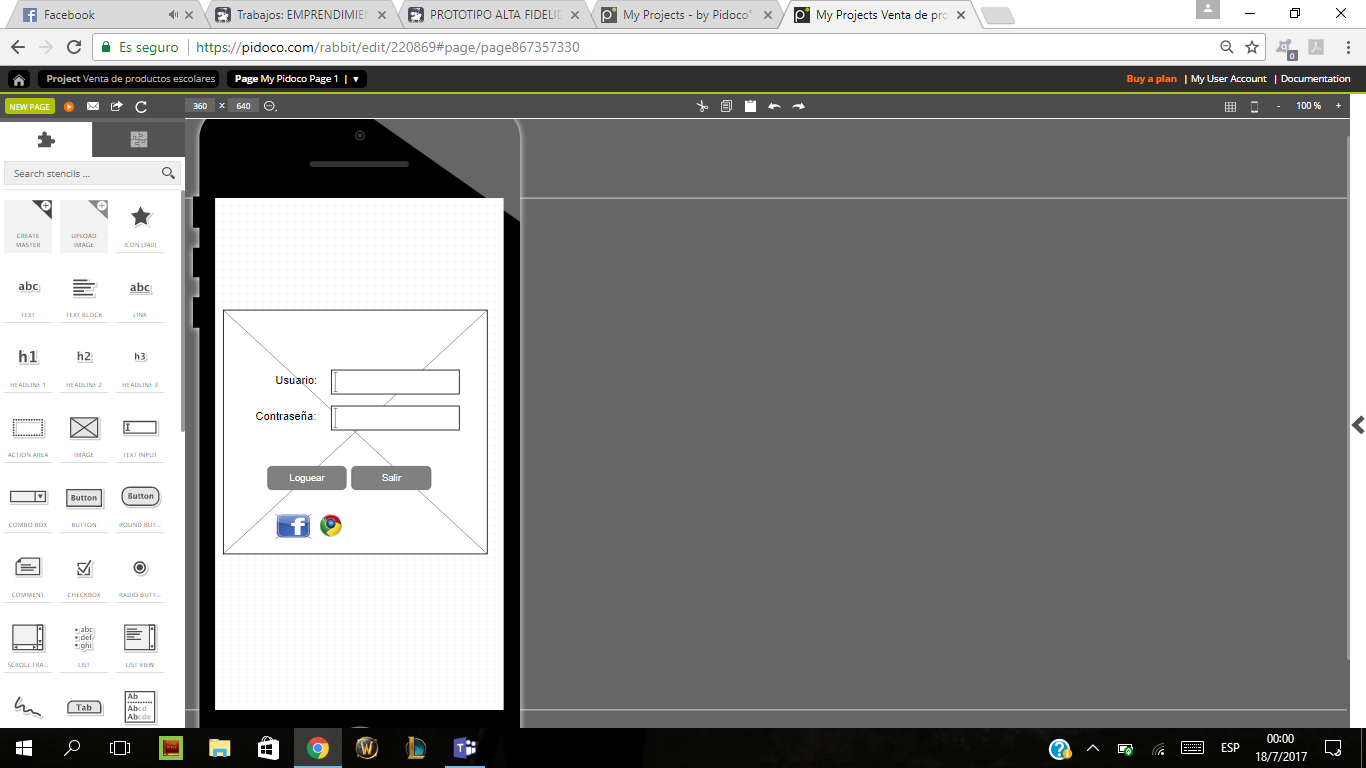 Facebook
Trabajos: EMPRENDIMIEN
PROTOTIPO ALTA FIDELID
My Projects - by Pidoco
My Projects Venta de pro
Es seguro https://pidoco.com/rabbit/edit/220869#page/page867357330
0
Project Venta de productos escolares
Page My Pidoco Page 1 | ▼
Buy a plan | My User Account | Documentation
NEW PAGE
360 x 640
- 100 % +
Search stencils ...
CREATE MASTER
UPLOAD IMAGE
ICON (340)
abc abc
TEXT TEXT BLOCK LINK
h1 h2 h3
HEADLINE 1 HEADLINE 2 HEADLINE 3
ACTION AREA IMAGE TEXT INPUT
Button Button
COMBO BOX BUTTON ROUND BUT...
COMMENT CHECKBOX RADIO BUTT...
abc
def
ghi
SCROLL TRA... LIST LIST VIEW
Tab
Ab
Abcd
Abcde
Usuario:
Contraseña:
Loguear Salir
f
ESP
00:00
18/7/2017